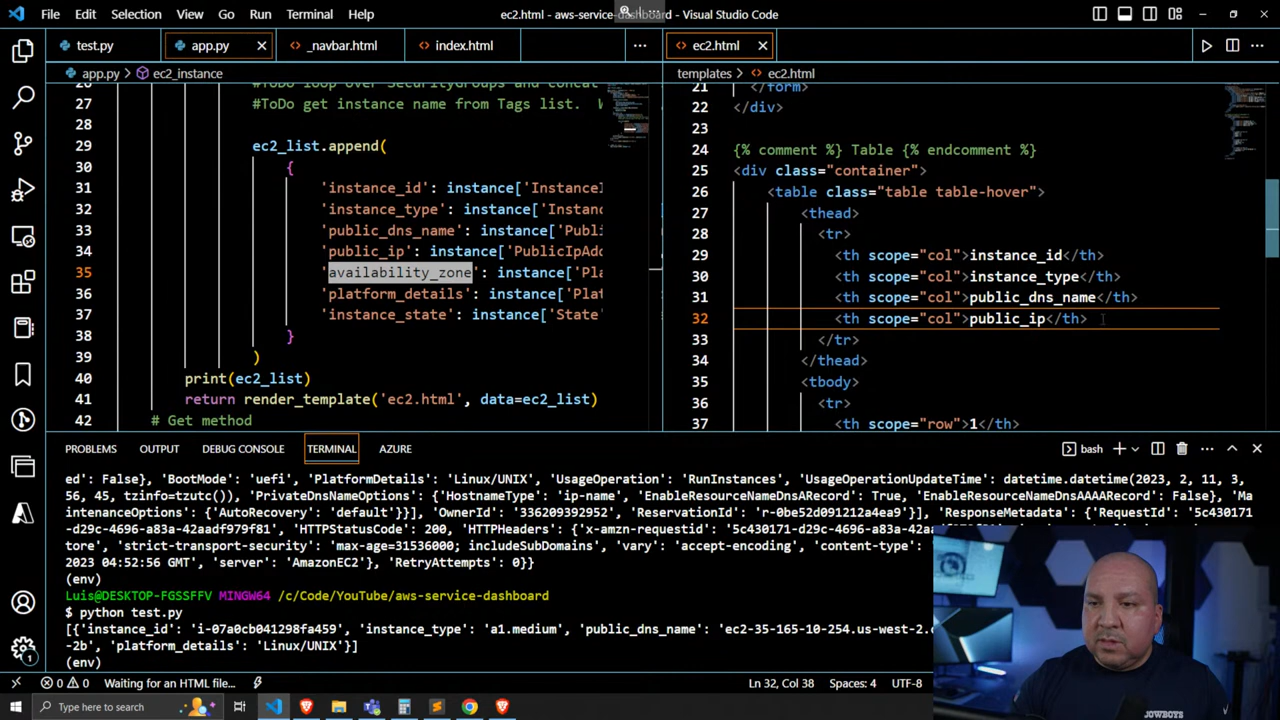 File Edit Selection View Go Run Terminal Help
ec2.html - aws-service-dashboard - Visual Studio Code
test.py app.py _navbar.html index.html ···
app.py > ec2_instance
27 #ToDo get instance name from Tags list.
28
29 ec2_list.append(
30 {
31 'instance_id': instance['Instance
32 'instance_type': instance['Instanc
33 'public_dns_name': instance['Publi
34 'public_ip': instance['PublicIpAdd
35 'availability_zone': instance['Pla
36 'platform_details': instance['Plat
37 'instance_state': instance['State'
38 }
39 )
40 print(ec2_list)
41 return render_template('ec2.html', data=ec2_list)
42 # Get method
ec2.html ···
templates > ec2.html
21 </form>
22 </div>
23
24 {% comment %} Table {% endcomment %}
25 <div class="container">
26 <table class="table table-hover">
27 <thead>
28 <tr>
29 <th scope="col">instance_id</th>
30 <th scope="col">instance_type</th>
31 <th scope="col">public_dns_name</th>
32 <th scope="col">public_ip</th>
33 </tr>
34 </thead>
35 <tbody>
36 <tr>
37 <th scope="row">1</th>
PROBLEMS OUTPUT DEBUG CONSOLE TERMINAL AZURE bash
ed': False}, 'BootMode': 'uefi', 'PlatformDetails': 'Linux/UNIX', 'UsageOperation': 'RunInstances', 'UsageOperationUpdateTime': datetime.datetime(2023, 2, 11, 3,
56, 45, tzinfo=tzutc()), 'PrivateDnsNameOptions': {'HostnameType': 'ip-name', 'EnableResourceNameDnsARecord': True, 'EnableResourceNameDnsAAAARecord': False}, 'Ma
intenanceOptions': {'AutoRecovery': 'default'}}], 'OwnerId': '336209392952', 'ReservationId': 'r-0be52d091212a4ea9'}], 'ResponseMetadata': {'RequestId': '5c430171
-d29c-4696-a83a-42aadf979f81', 'HTTPStatusCode': 200, 'HTTPHeaders': {'x-amzn-requestid':
tore', 'strict-transport-security': 'max-age=31536000; includeSubDomains', 'vary': 'accept-encoding', 'content-type':
2023 04:52:56 GMT', 'server': 'AmazonEC2'}, 'RetryAttempts': 0}}
(env)
Luis@DESKTOP-FGSSFFV MINGW64 /c/Code/YouTube/aws-service-dashboard
$ python test.py
[{'instance_id': 'i-07a0cb041298fa459', 'instance_type': 'a1.medium', 'public_dns_name': 'ec2-35-165-10-254.us-west-2.
-2b', 'platform_details': 'Linux/UNIX'}]
(env)
0 0 Waiting for an HTML file... Ln 32, Col 38 Spaces: 4 UTF-8
Type here to search
JOWBOYS